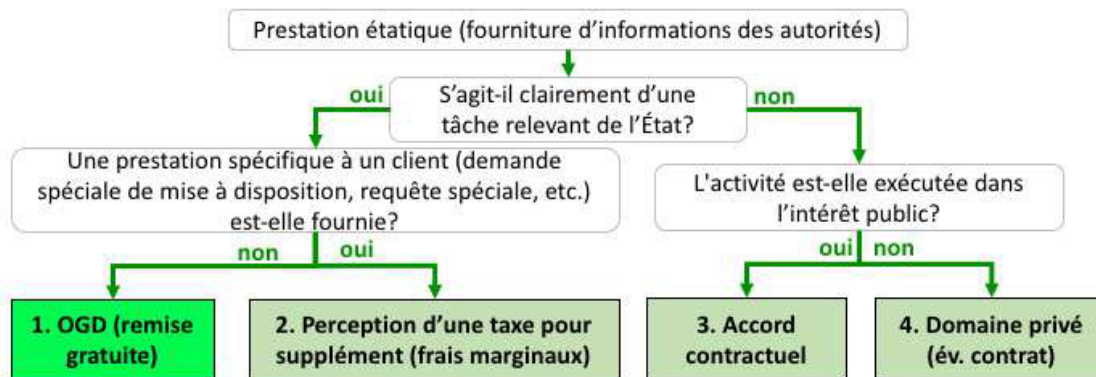 Prestation étatique (fourniture d’informations des autorités)
oui
S’agit-il clairement d’une
tâche relevant de l’État?
non
Une prestation spécifique à un client (demande
spéciale de mise à disposition, requête spéciale, etc.)
est-elle fournie?
L'activité est-elle exécutée dans
l’intérêt public?
non
oui
oui
non
1. OGD (remise
gratuite)
2. Perception d’une taxe pour
supplément (frais marginaux)
3. Accord
contractuel
4. Domaine privé
(év. contrat)